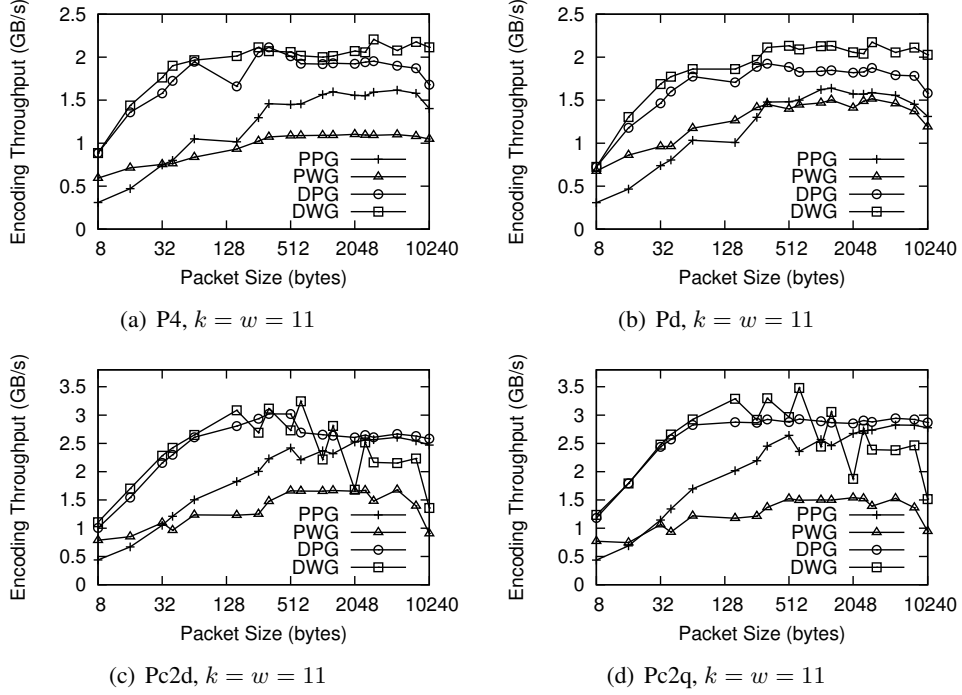 Encoding Throughput (GB/s)
2.5
2
1.5
1
0.5
0
8
32
128
512
2048
10240
Packet Size (bytes)
PPG
PWG
DPG
DWG
(a) P4, k = w = 11
Encoding Throughput (GB/s)
2.5
2
1.5
1
0.5
0
8
32
128
512
2048
10240
Packet Size (bytes)
PPG
PWG
DPG
DWG
(b) Pd, k = w = 11
Encoding Throughput (GB/s)
3.5
3
2.5
2
1.5
1
0.5
0
8
32
128
512
2048
10240
Packet Size (bytes)
PPG
PWG
DPG
DWG
(c) Pc2d, k = w = 11
Encoding Throughput (GB/s)
3.5
3
2.5
2
1.5
1
0.5
0
8
32
128
512
2048
10240
Packet Size (bytes)
PPG
PWG
DPG
DWG
(d) Pc2q, k = w = 11